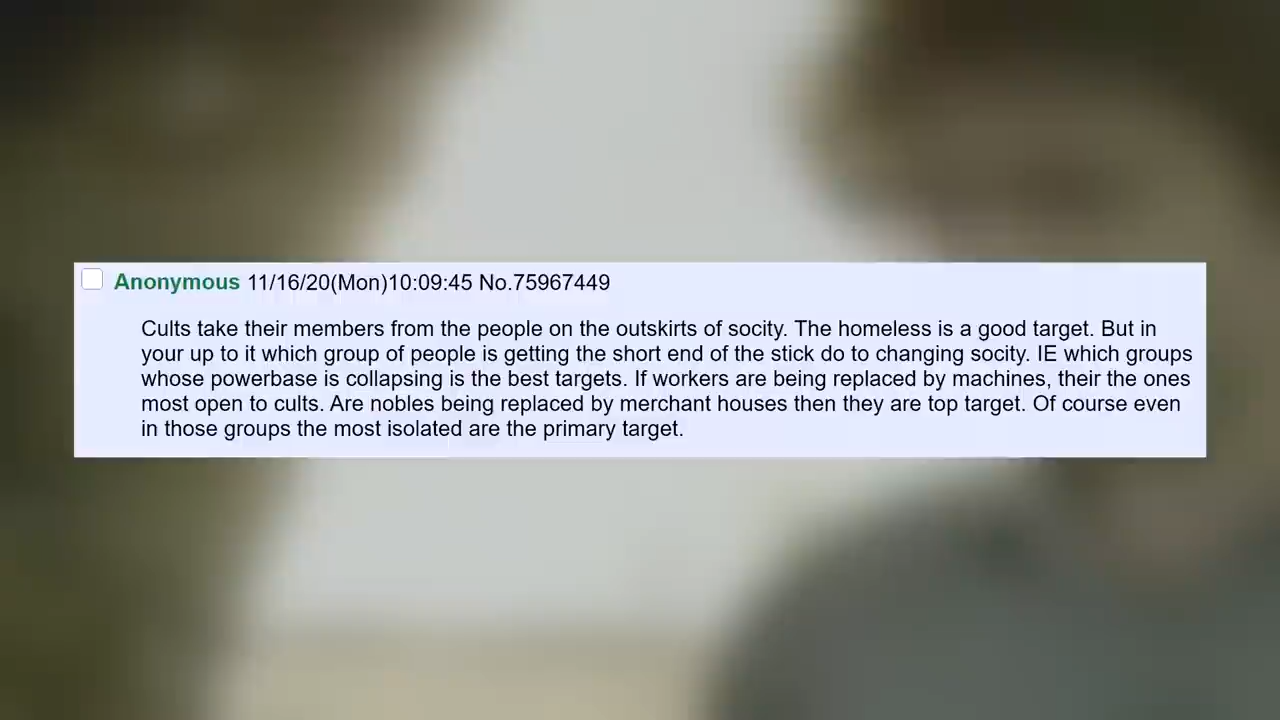 Anonymous 11/16/20(Mon)10:09:45 No.75967449
Cults take their members from the people on the outskirts of socity. The homeless is a good target. But in
your up to it which group of people is getting the short end of the stick do to changing socity. IE which groups
whose powerbase is collapsing is the best targets. If workers are being replaced by machines, their the ones
most open to cults. Are nobles being replaced by merchant houses then they are top target. Of course even
in those groups the most isolated are the primary target.